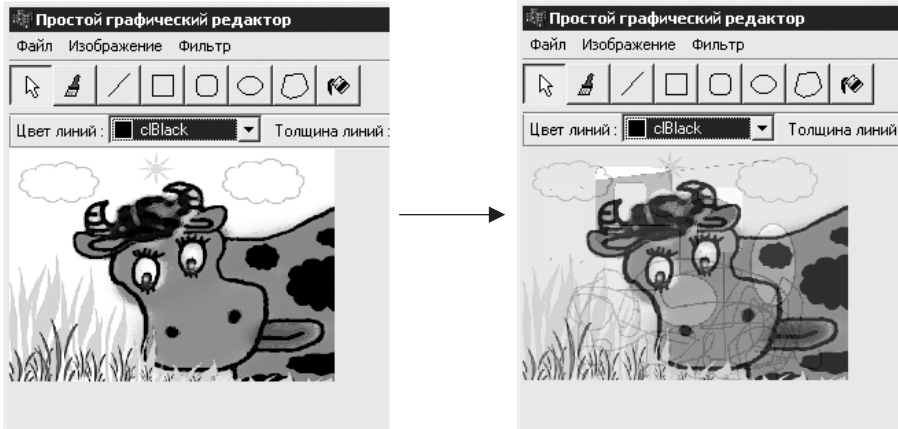 Простой графический редактор
Файл Изображение Фильтр
Цвет линий : clBlack Толщина линий :
Простой графический редактор
Файл Изображение Фильтр
Цвет линий : clBlack Толщина линий